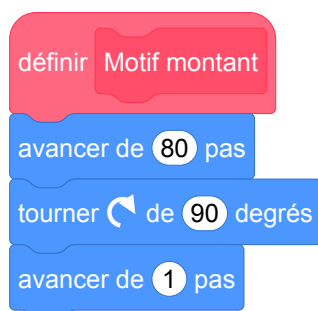 définir Motif montant
avancer de 80 pas
tourner de 90 degrés
avancer de 1 pas